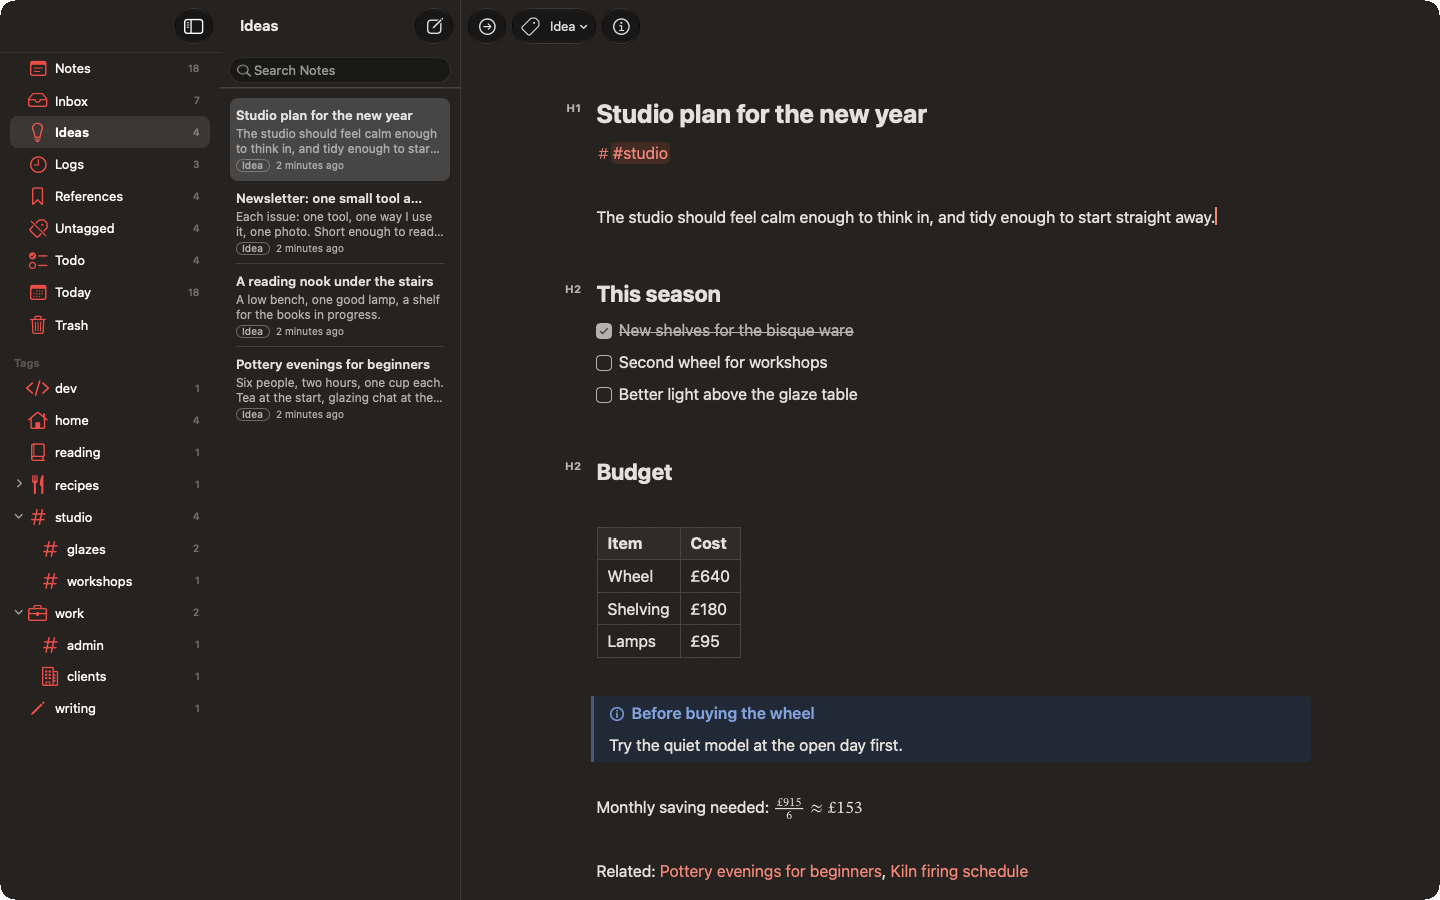 Notes 18
Inbox 7
Ideas 4
Logs 3
References 4
Untagged 4
Todo 4
Today 18
Trash
Tags
dev 1
home 4
reading 1
recipes 1
studio 4
glazes 2
workshops 1
work 2
admin 1
clients 1
writing 1
Ideas
Search Notes
Studio plan for the new year
The studio should feel calm enough
to think in, and tidy enough to star...
Idea 2 minutes ago
Newsletter: one small tool a...
Each issue: one tool, one way I use
it, one photo. Short enough to read...
Idea 2 minutes ago
A reading nook under the stairs
A low bench, one good lamp, a shelf
for the books in progress.
Idea 2 minutes ago
Pottery evenings for beginners
Six people, two hours, one cup each.
Tea at the start, glazing chat at the...
Idea 2 minutes ago
Idea
H1 Studio plan for the new year
# #studio
The studio should feel calm enough to think in, and tidy enough to start straight away.
H2 This season
New shelves for the bisque ware
Second wheel for workshops
Better light above the glaze table
H2 Budget
Item Cost
Wheel £640
Shelving £180
Lamps £95
Before buying the wheel
Try the quiet model at the open day first.
Monthly saving needed: £915/6 ≈ £153
Related: Pottery evenings for beginners, Kiln firing schedule